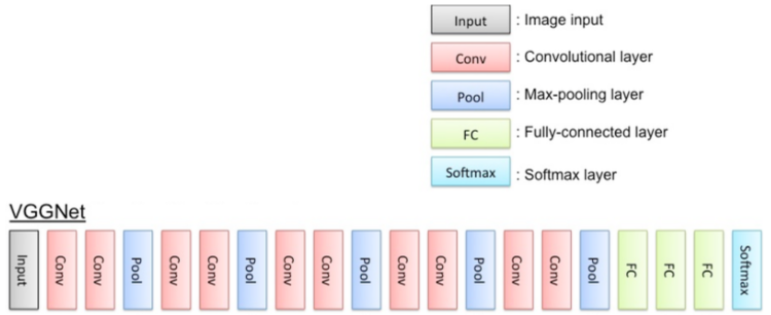 Input : Image input
Conv : Convolutional layer
Pool : Max-pooling layer
FC : Fully-connected layer
Softmax : Softmax layer
VGGNet
Input Conv Conv Pool Conv Conv Pool Conv Conv Pool Conv Conv Pool Conv Conv Pool FC FC FC Softmax